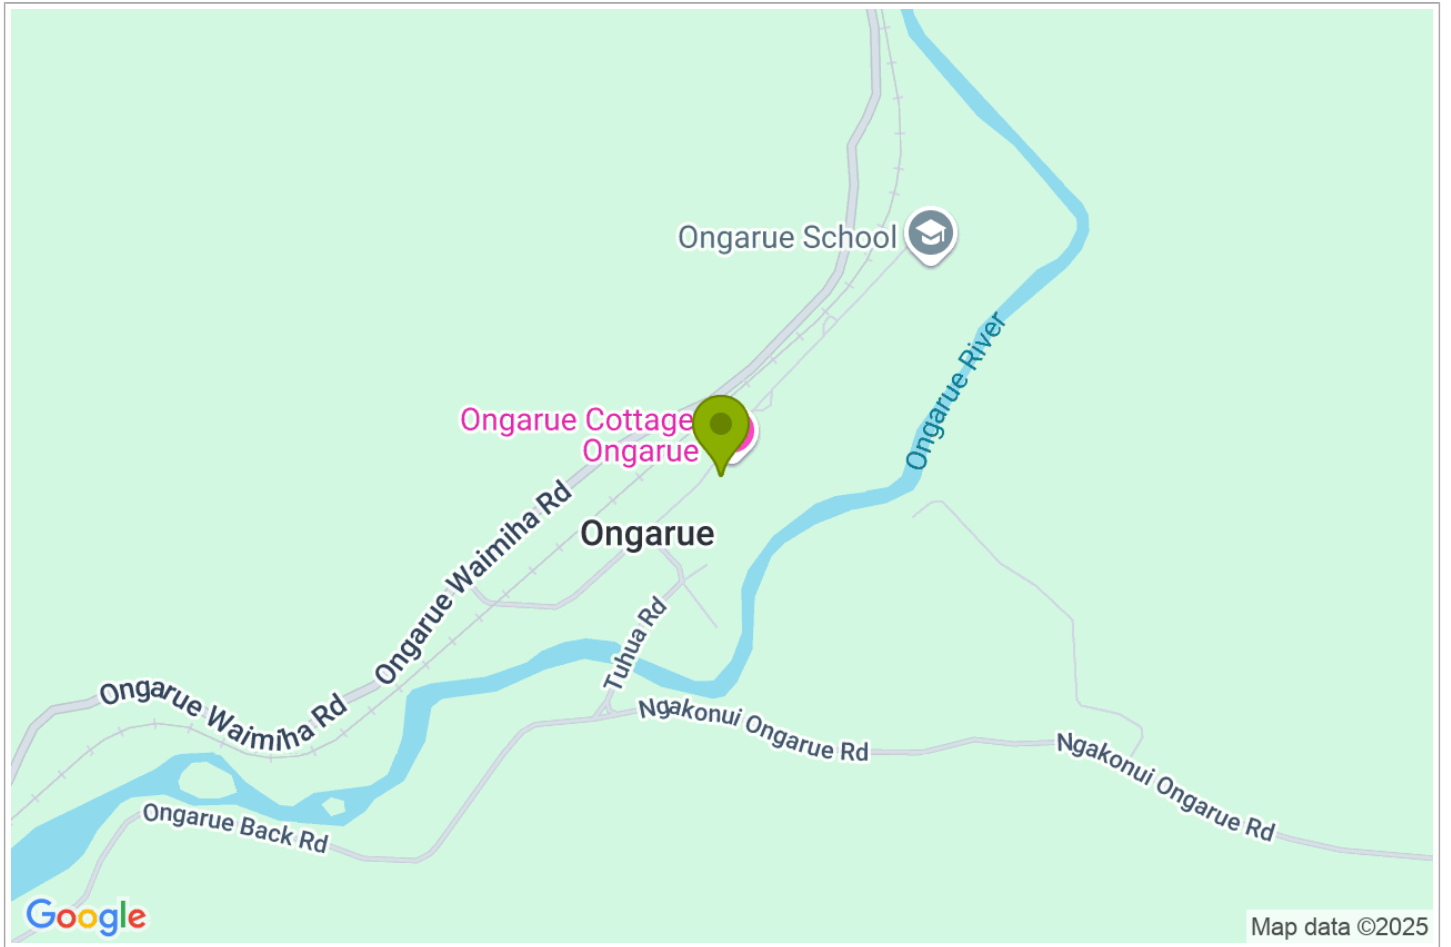 Ongarue School
Ongarue River
Ongarue Cottage
Ongarue
Ongarue Waimiha Rd
Ongarue
Tuhua Rd
Ongarue Waimiha Rd
Ngakonui Ongarue Rd
Ngakonui Ongarue Rd
Ongarue Back Rd
Google
Map data ©2025